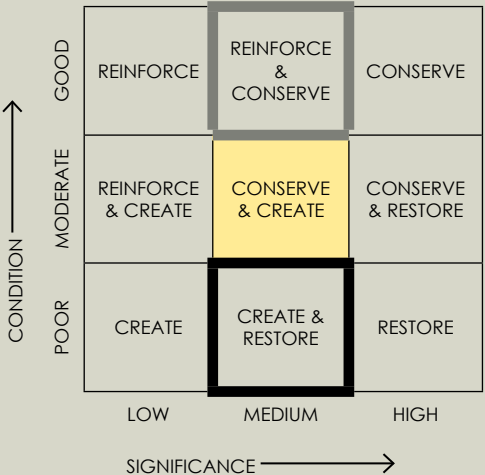 GOOD
REINFORCE
REINFORCE
&
CONSERVE
CONSERVE
MODERATE
REINFORCE
& CREATE
CONSERVE
& CREATE
CONSERVE
& RESTORE
CONDITION
POOR
CREATE
CREATE &
RESTORE
RESTORE
LOW
MEDIUM
HIGH
SIGNIFICANCE